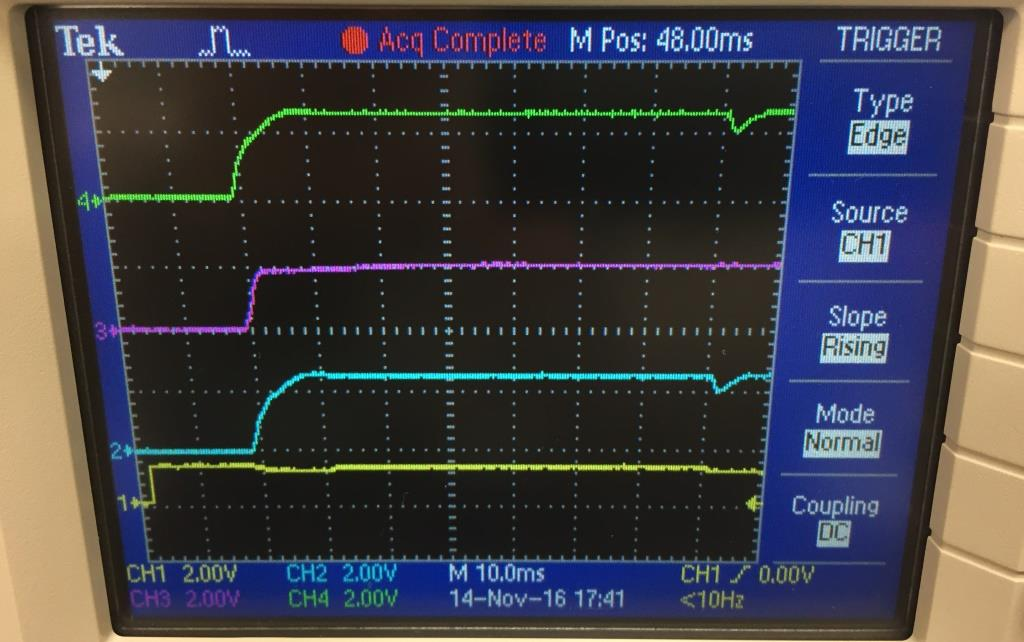 Tek Acq Complete M Pos: 48.00ms TRIGGER
Type
Edge
Source
CH1
Slope
Rising
Mode
Normal
Coupling
DC
4
3
2
1
CH1 2.00V CH2 2.00V M 10.0ms CH1 0.00V
CH3 2.00V CH4 2.00V 14-Nov-16 17:41 <10Hz